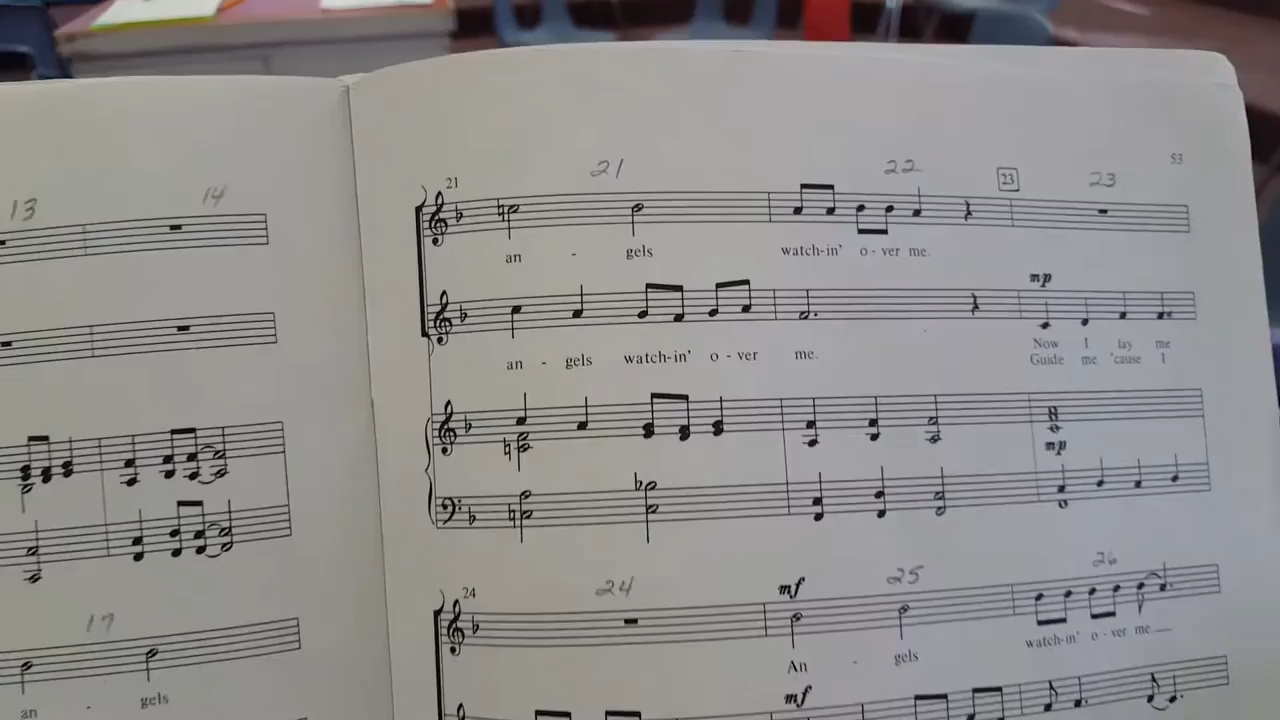 13 14
17
an - gels
53
21 21 22 23 23
an - gels watch-in' o - ver me.
mp
an - gels watch-in' o - ver me. Now I lay me
Guide me 'cause I
mp
24 24 mf 25 26
An - gels watch-in' o - ver me.
mf